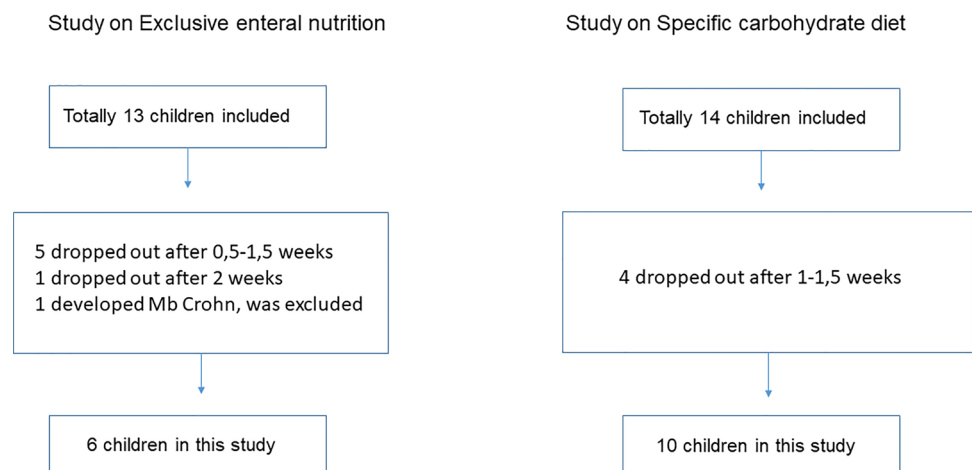 Study on Exclusive enteral nutrition
Totally 13 children included
5 dropped out after 0,5-1,5 weeks
1 dropped out after 2 weeks
1 developed Mb Crohn, was excluded
6 children in this study
Study on Specific carbohydrate diet
Totally 14 children included
4 dropped out after 1-1,5 weeks
10 children in this study